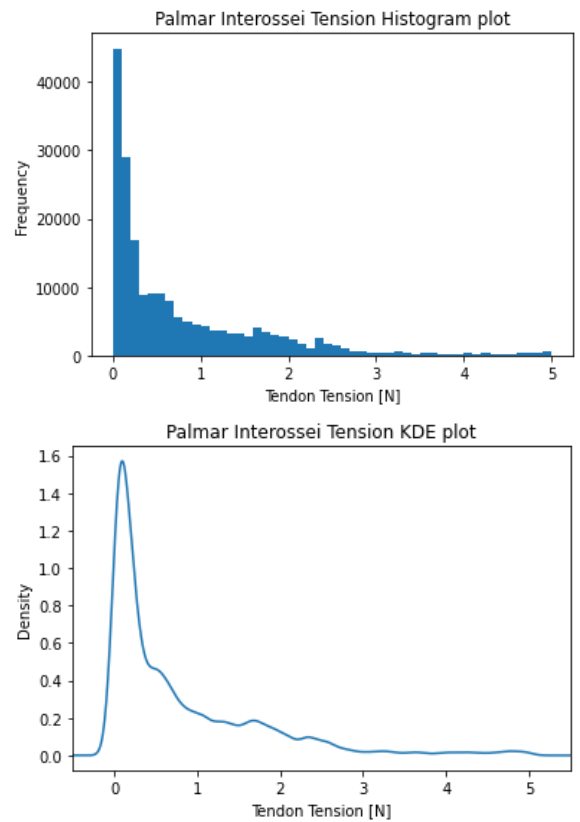 Palmar Interossei Tension Histogram plot
40000
30000
20000
10000
0
Frequency
0 1 2 3 4 5
Tendon Tension [N]
Palmar Interossei Tension KDE plot
1.6
1.4
1.2
1.0
0.8
0.6
0.4
0.2
0.0
Density
0 1 2 3 4 5
Tendon Tension [N]